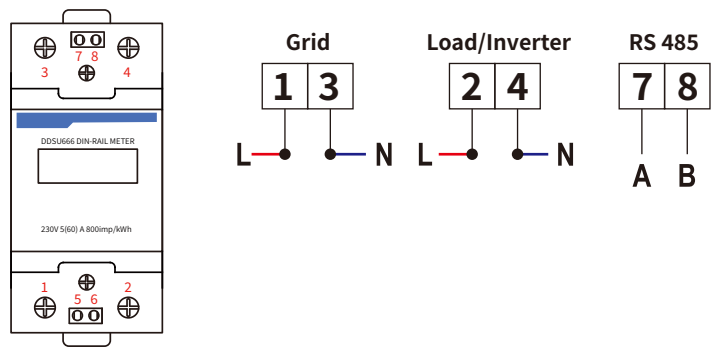 7 8
3 4
DDSU666 DIN-RAIL METER
230V 5(60) A 800imp/kWh
1 2
5 6
Grid
1 3
L N
Load/Inverter
2 4
L N
RS 485
7 8
A B